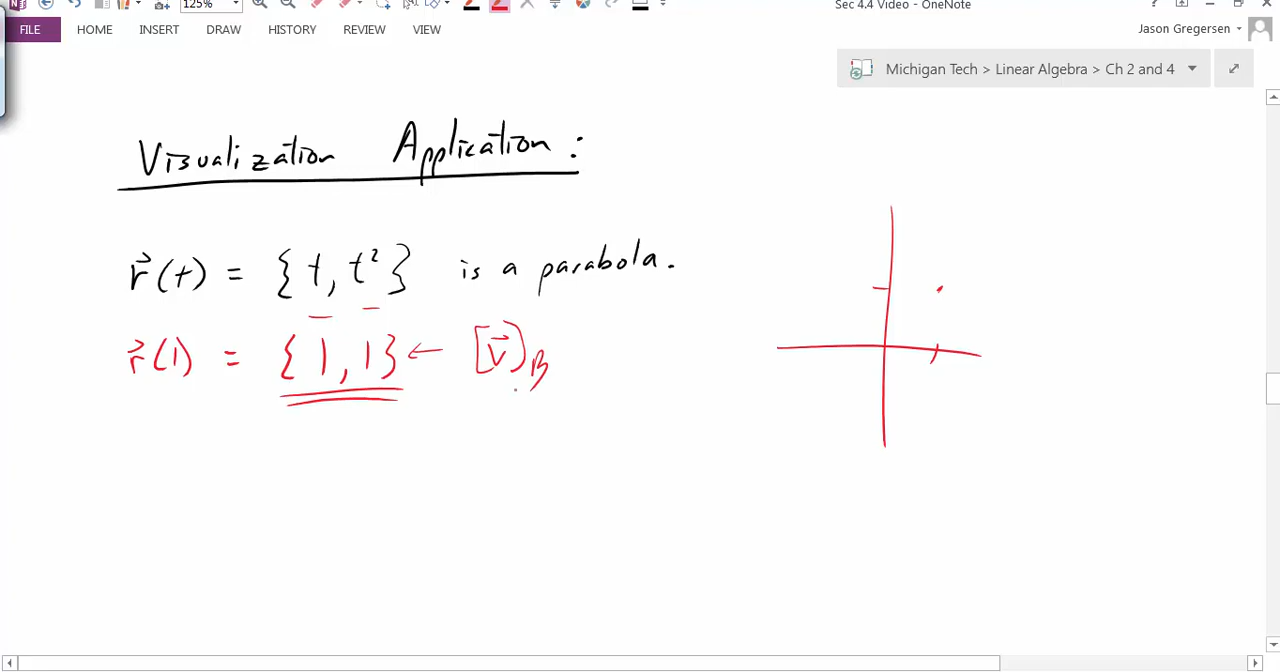 125%
Sec 4.4 Video - OneNote
FILE HOME INSERT DRAW HISTORY REVIEW VIEW
Jason Gregersen
Michigan Tech > Linear Algebra > Ch 2 and 4
Visualization Application:
r⃗(t) = {t, t²} is a parabola.
r⃗(1) = {1, 1} ← [v⃗]B